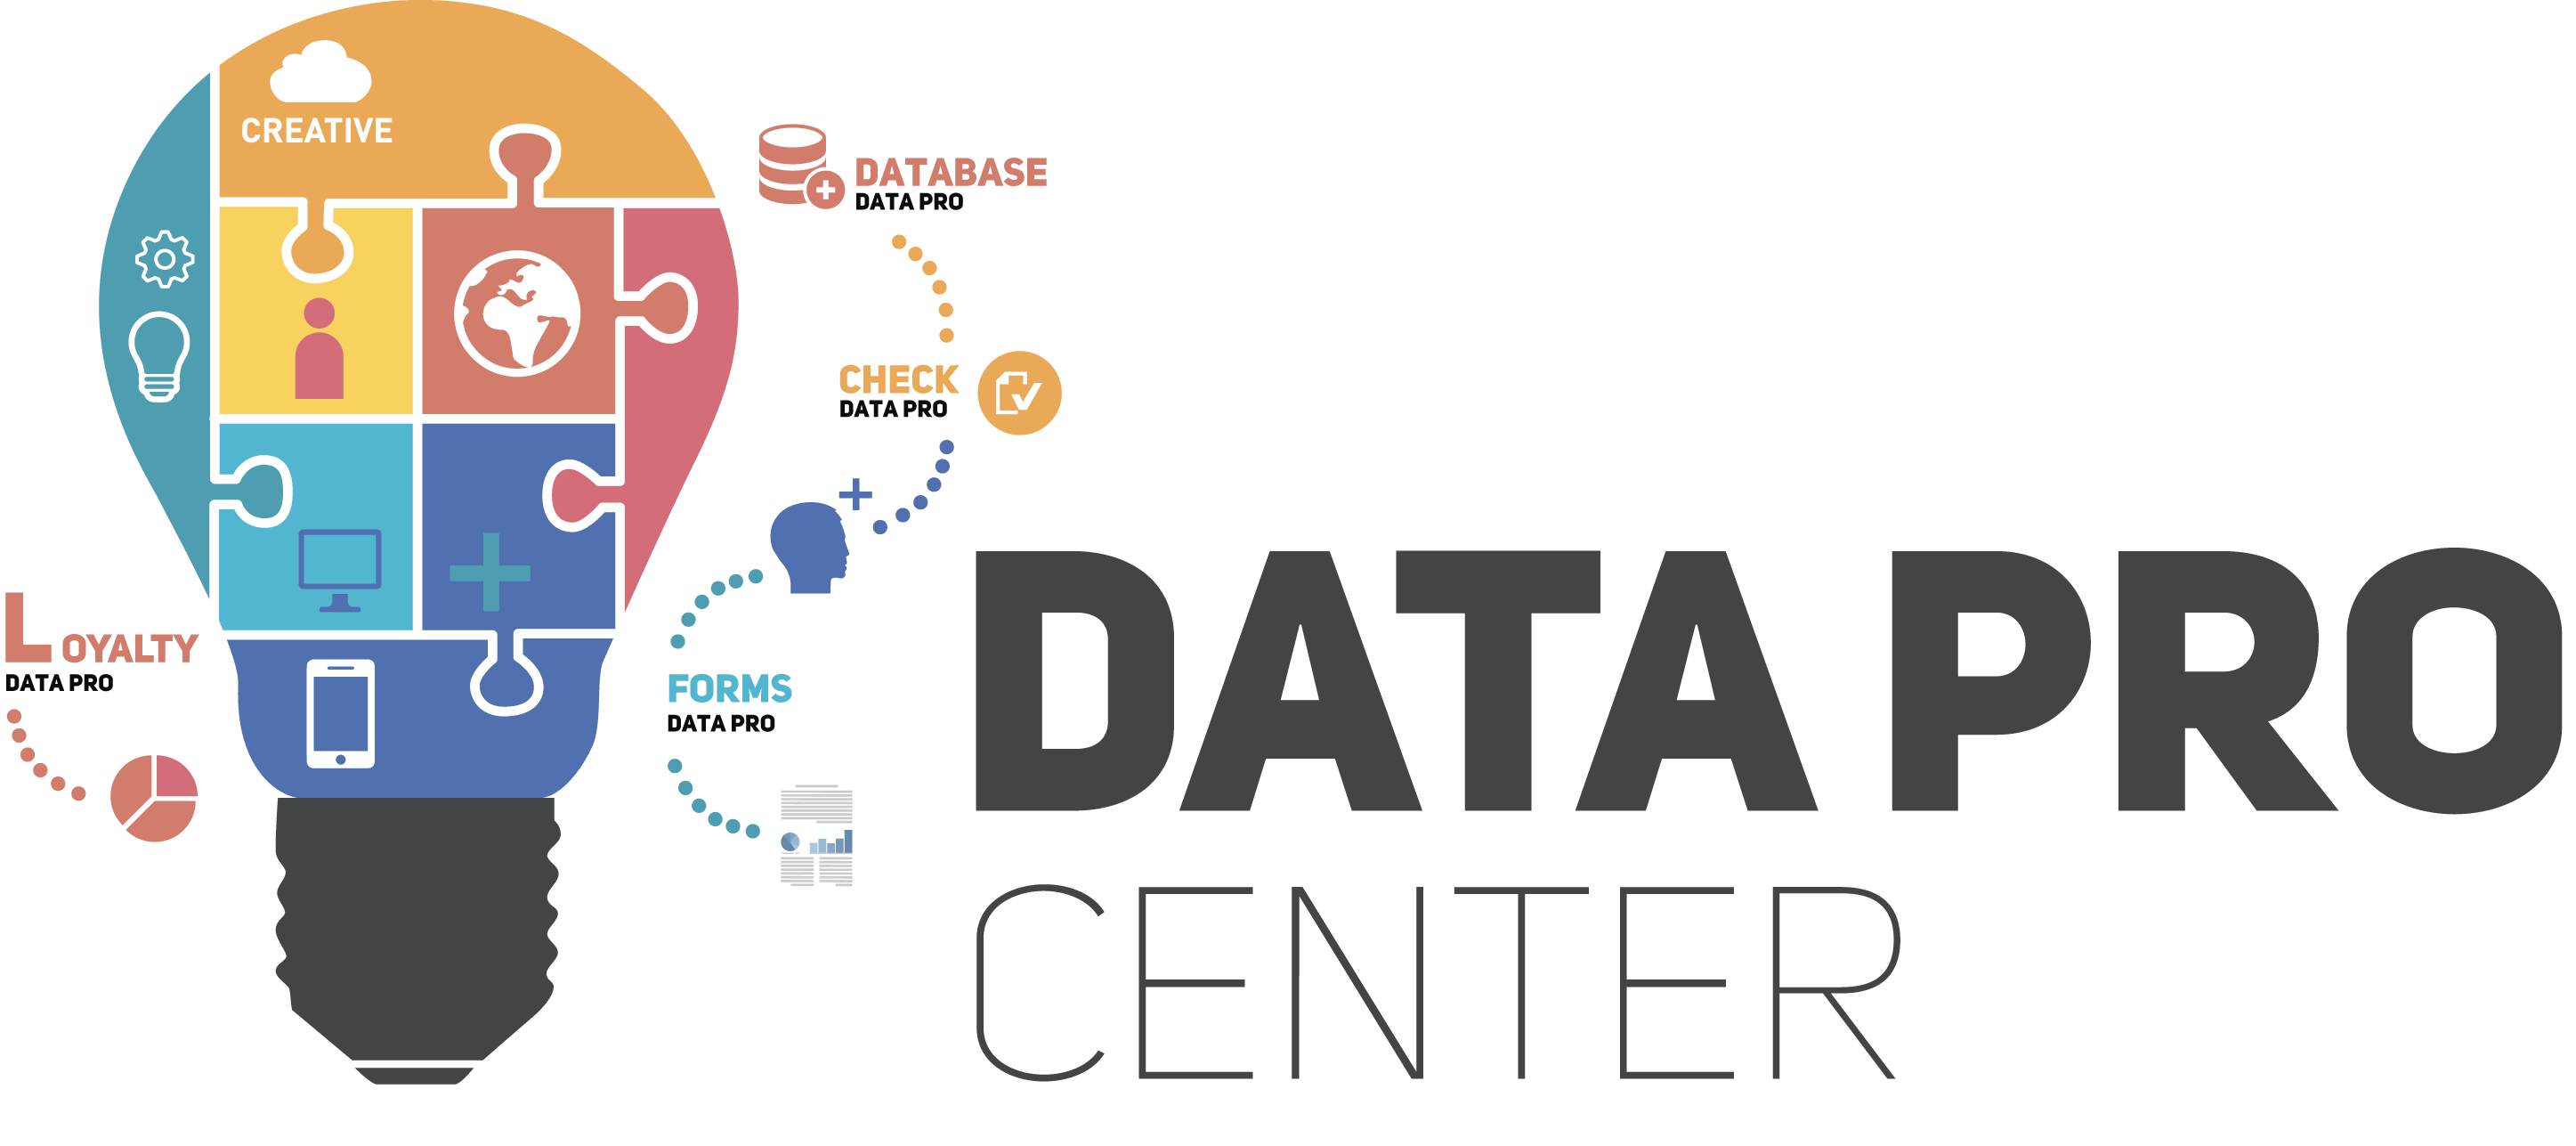 CREATIVE
DATABASE
DATA PRO
CHECK
DATA PRO
LOYALTY
DATA PRO
FORMS
DATA PRO
DATA PRO
CENTER